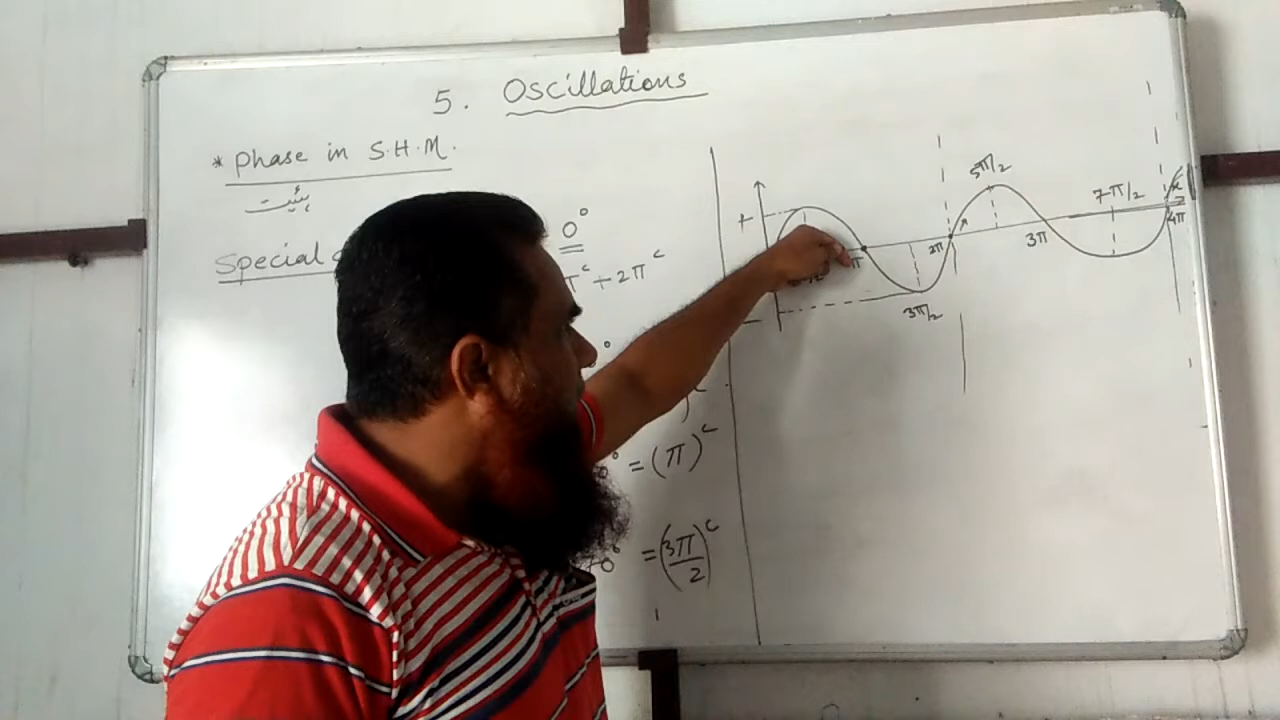 5. Oscillations
* Phase in S.H.M.
ہیئت
Special
0°
π^c + 2π^c
= (π)^c
= (3π/2)^c
+
π
3π/2
2π
5π/2
3π
7π/2
4π